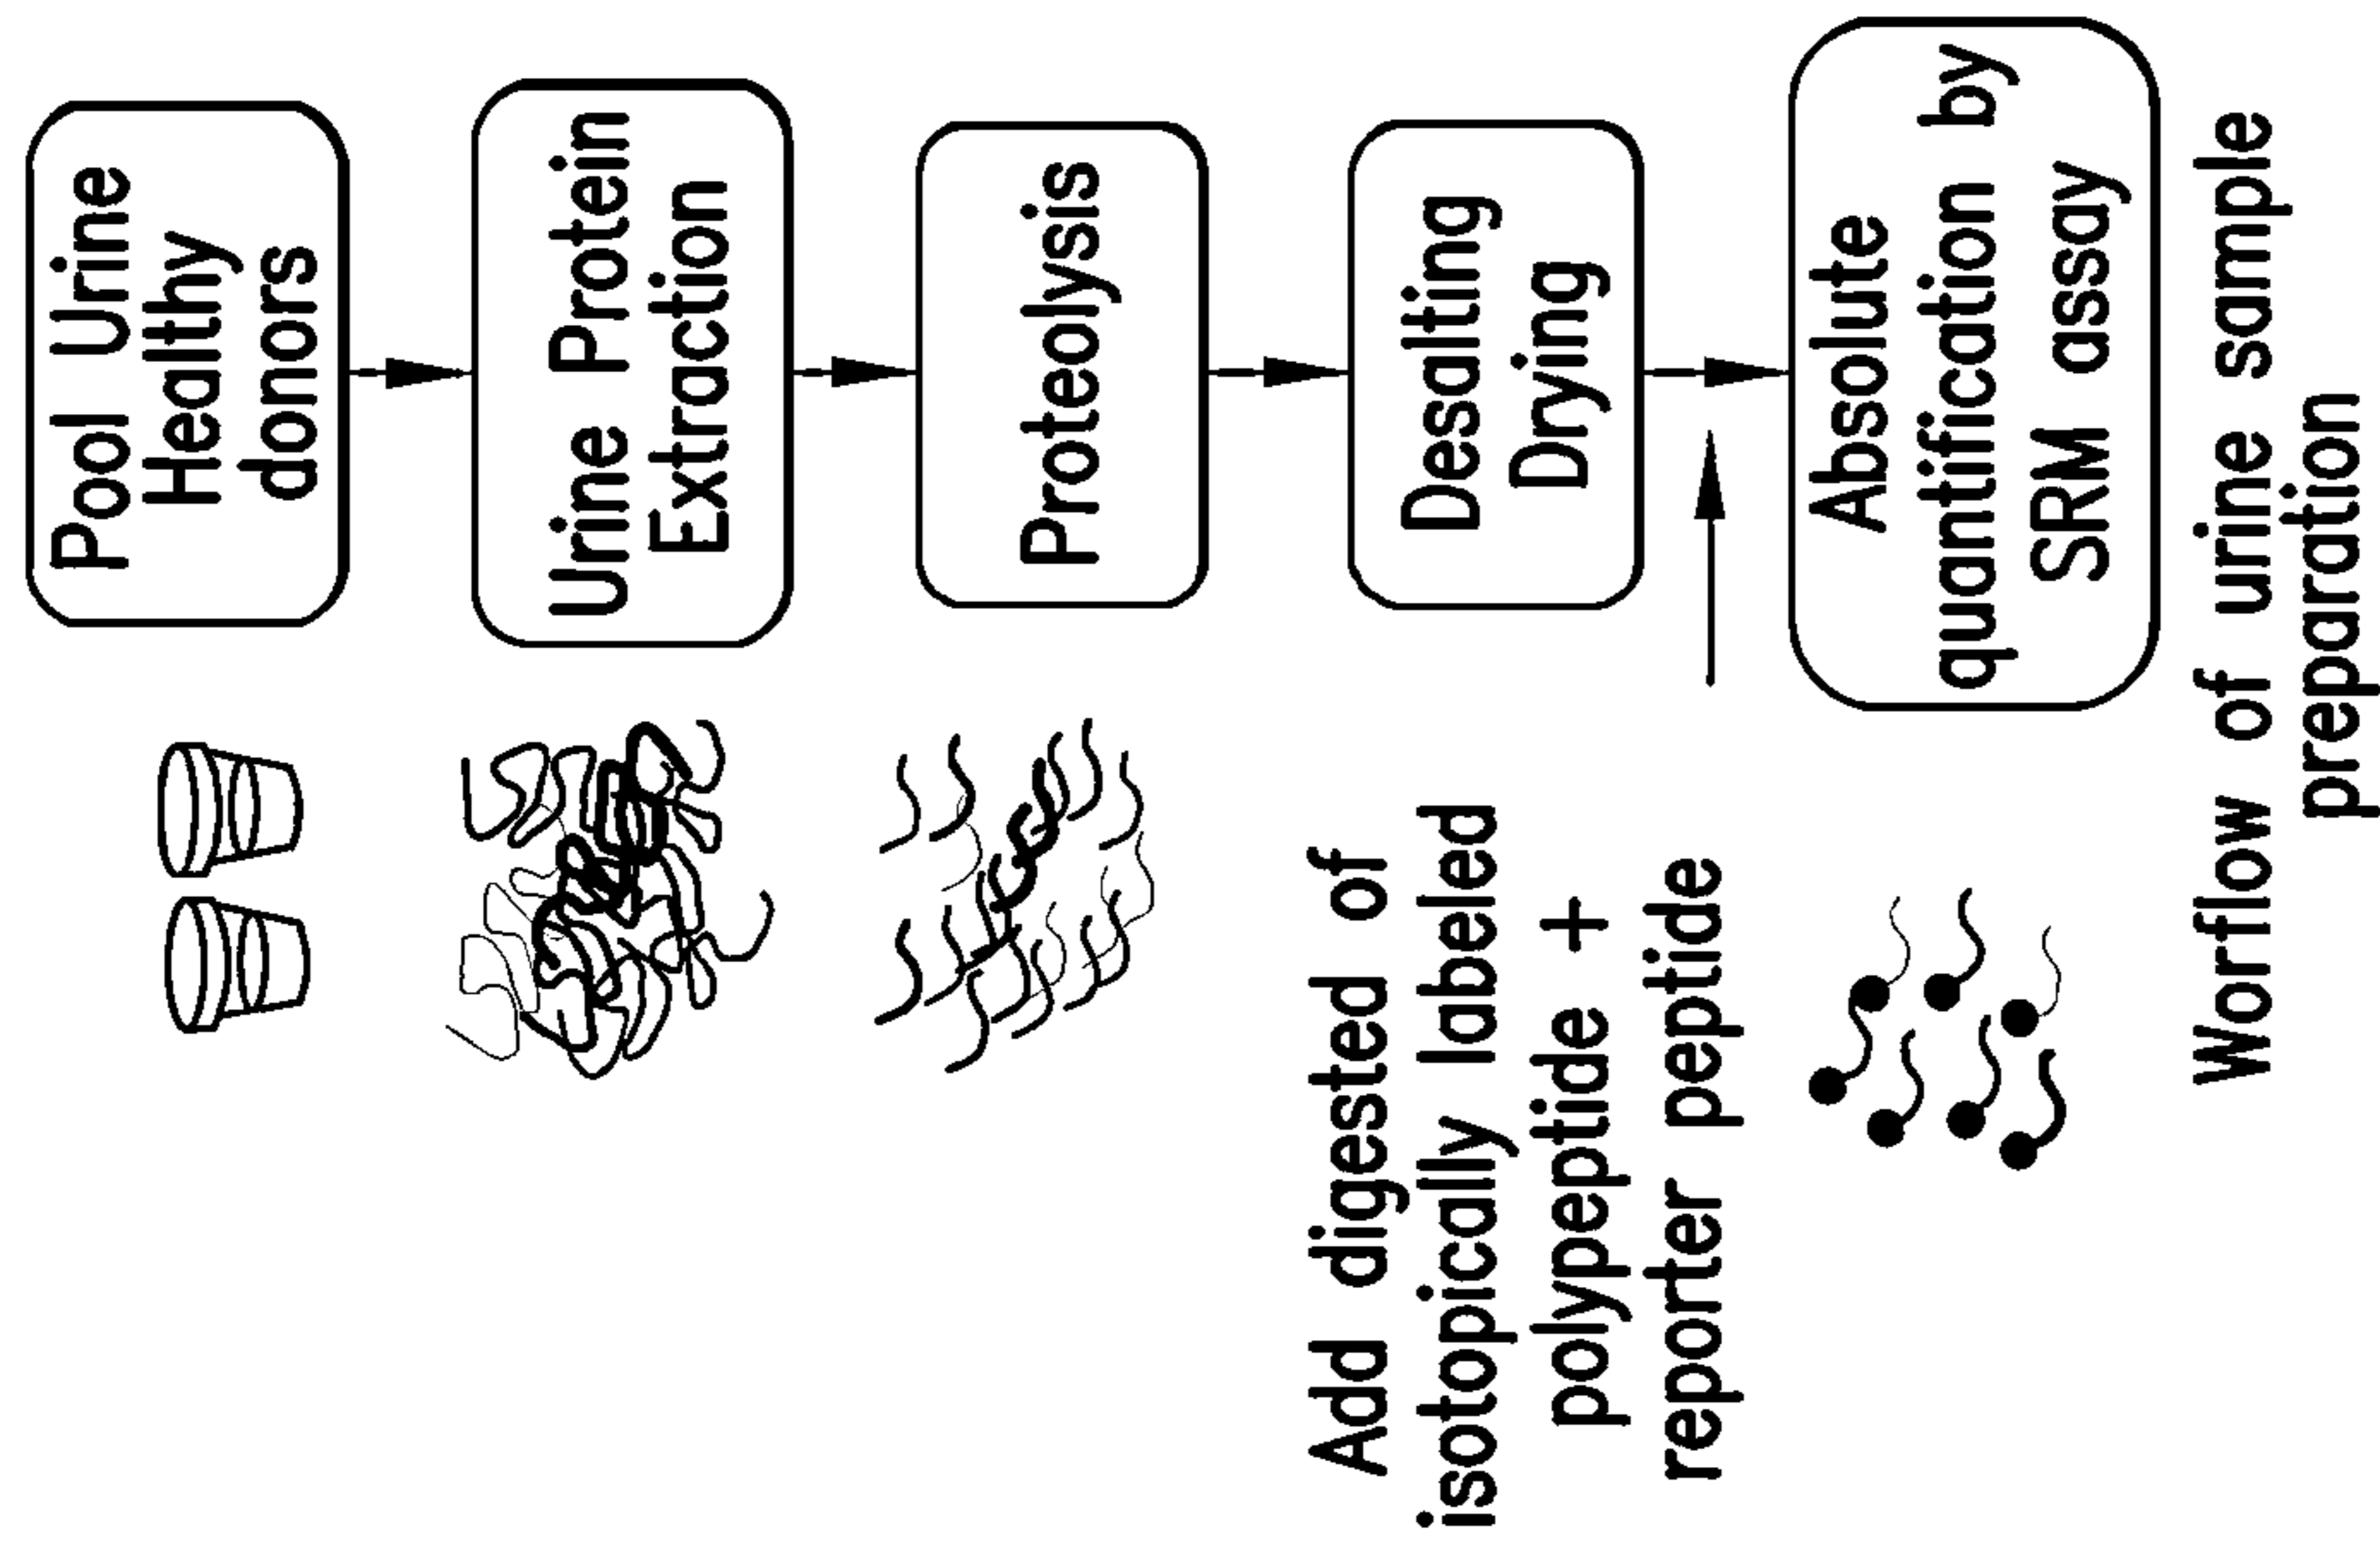 Pool Urine
Healthy
donors
Urine Protein
Extraction
Proteolysis
Desalting
Drying
Add digested of
isotopically labeled
polypeptide +
reporter peptide
Absolute
quantification by
SRM assay
Worflow of urine sample
preparation